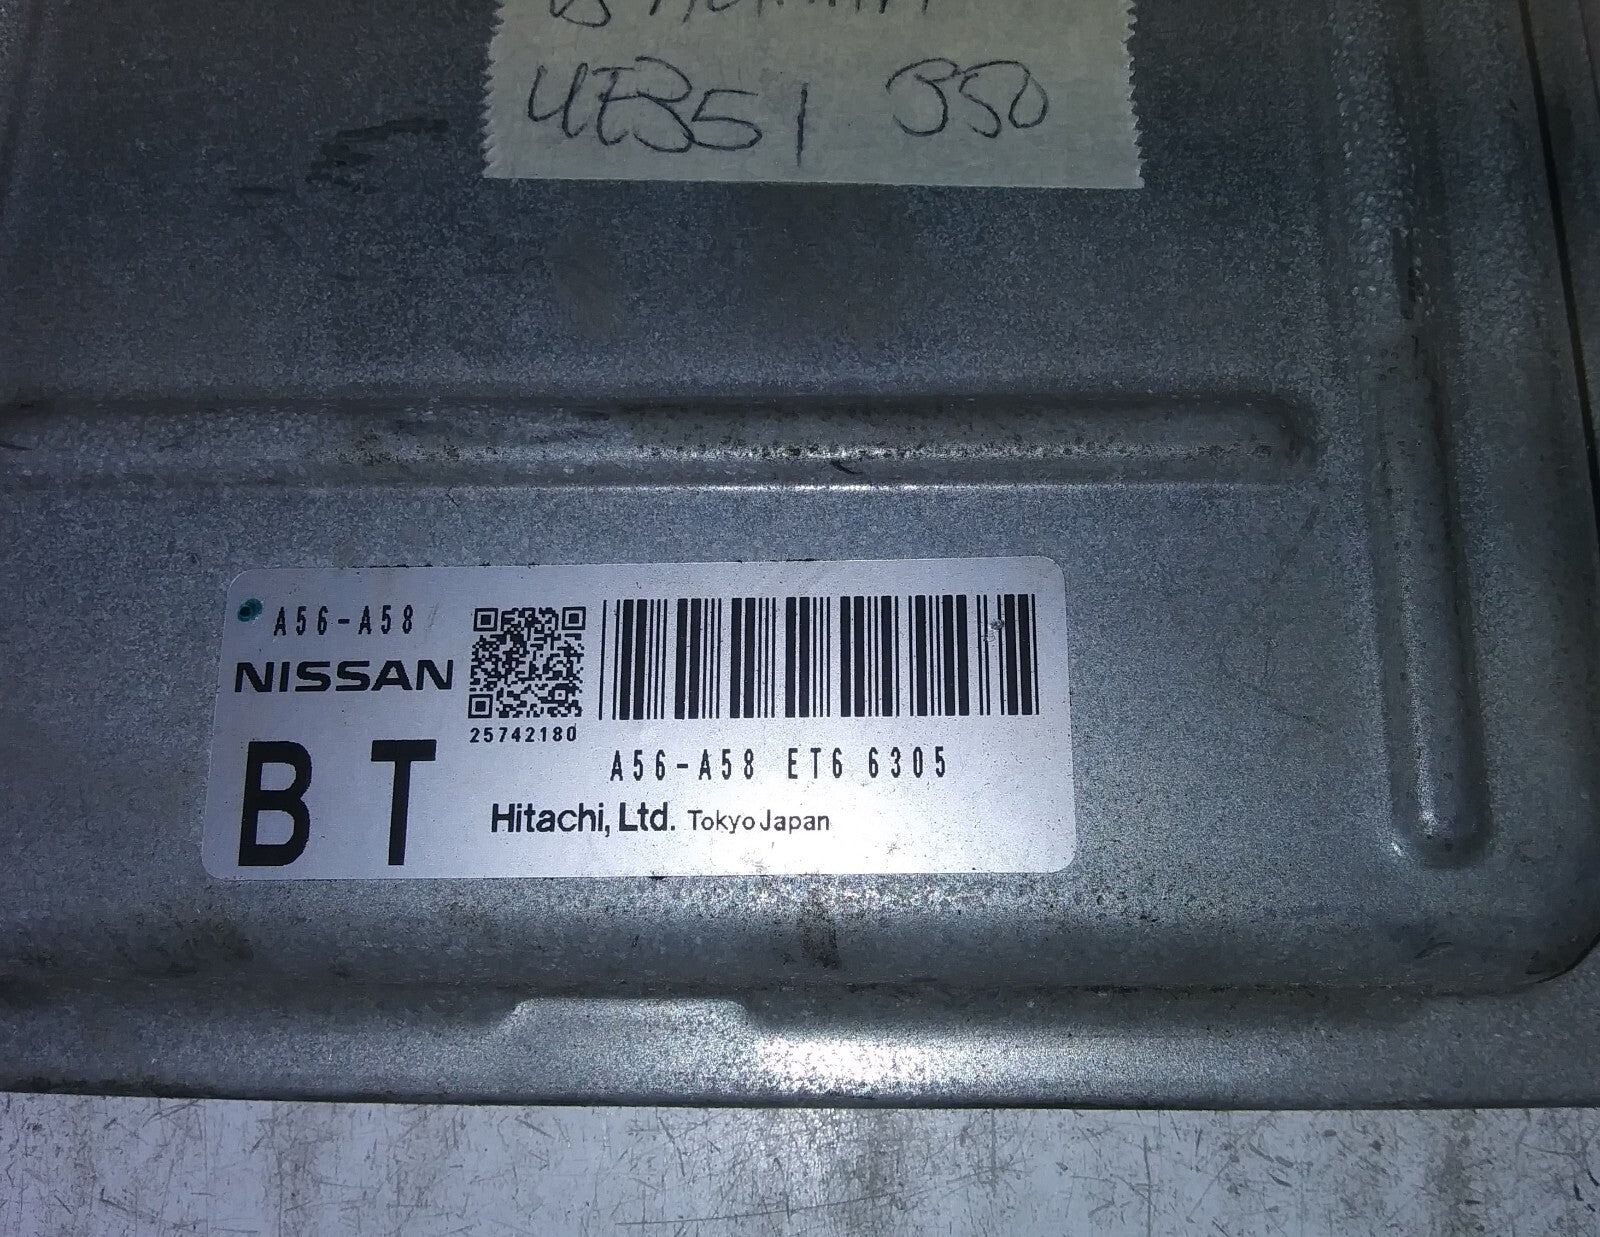 4E351 350
A56-A58
NISSAN
25742180
B T
A56-A58 ET6 6305
Hitachi, Ltd. Tokyo Japan